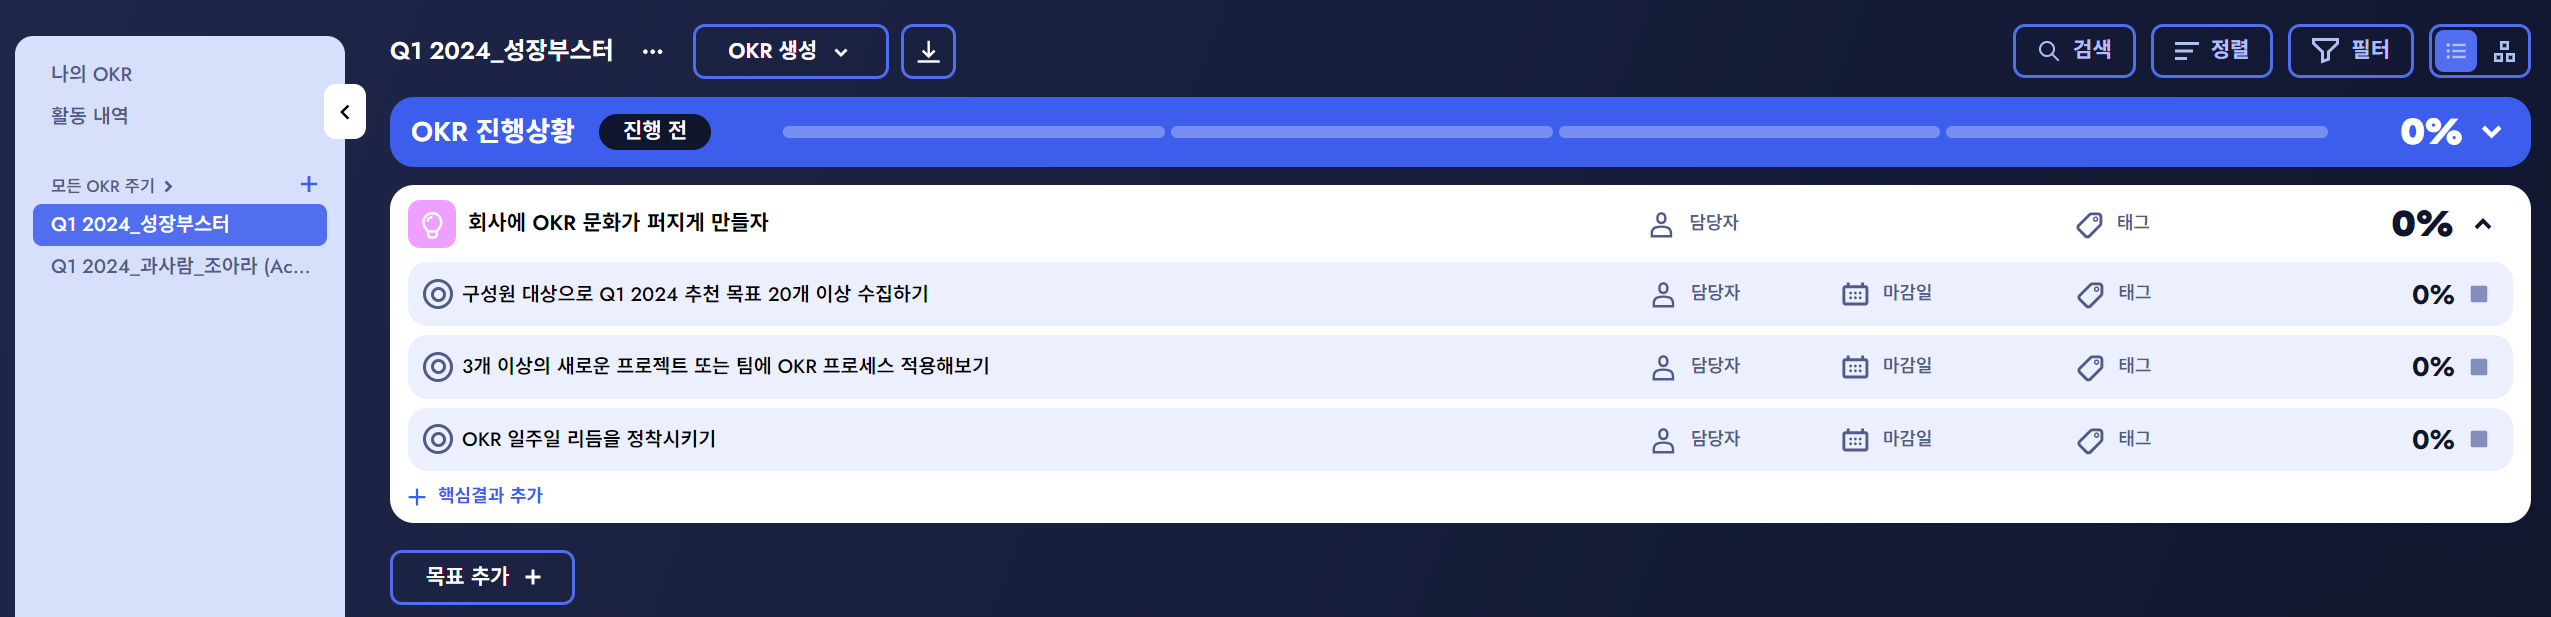 나의 OKR
활동 내역
모든 OKR 주기
Q1 2024_성장부스터
Q1 2024_과사람_조아라 (Ac...
Q1 2024_성장부스터 ... OKR 생성
검색 정렬 필터
OKR 진행상황 진행 전 0%
회사에 OKR 문화가 퍼지게 만들자 담당자 태그 0%
구성원 대상으로 Q1 2024 추천 목표 20개 이상 수집하기 담당자 마감일 태그 0%
3개 이상의 새로운 프로젝트 또는 팀에 OKR 프로세스 적용해보기 담당자 마감일 태그 0%
OKR 일주일 리듬을 정착시키기 담당자 마감일 태그 0%
+ 핵심결과 추가
목표 추가 +